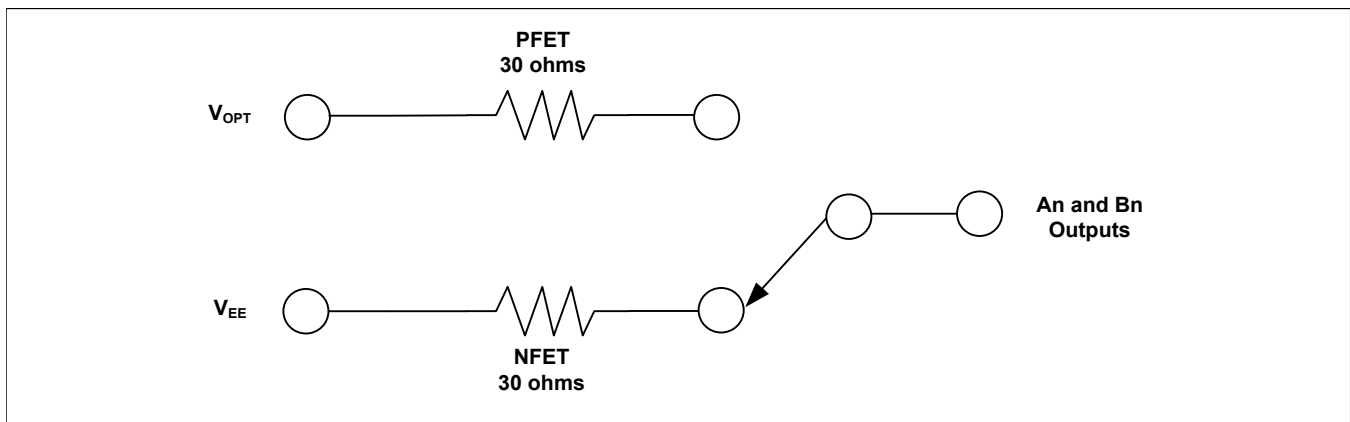 PFET
30 ohms
VOPT
An and Bn
Outputs
VEE
NFET
30 ohms